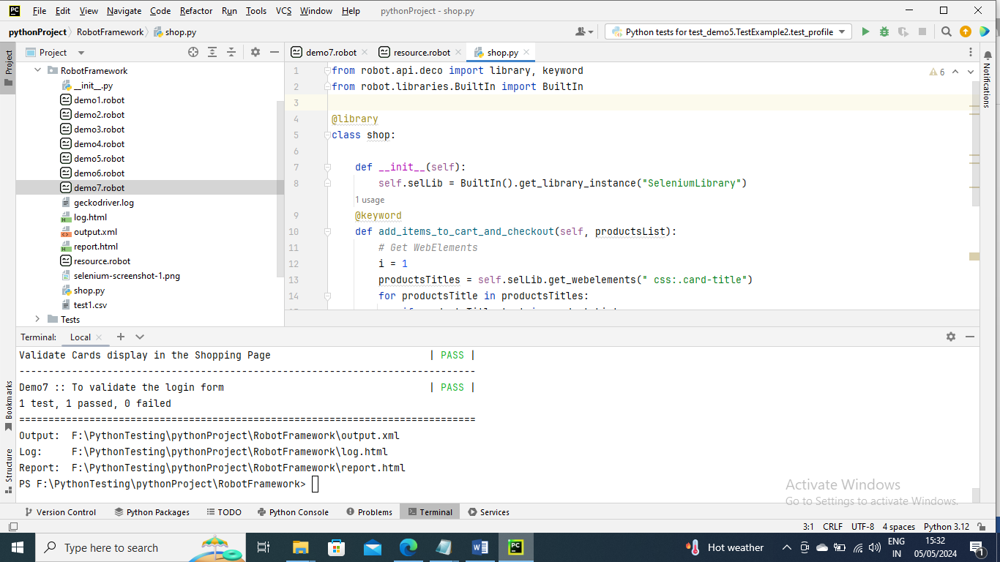 PC File Edit View Navigate Code Refactor Run Tools VCS Window Help pythonProject - shop.py
pythonProject RobotFramework shop.py Python tests for test_demo5.TestExample2.test_profile
Project
Project
demo7.robot resource.robot shop.py
Notifications
RobotFramework
__init__.py
demo1.robot
demo2.robot
demo3.robot
demo4.robot
demo5.robot
demo6.robot
demo7.robot
geckodriver.log
log.html
output.xml
report.html
resource.robot
selenium-screenshot-1.png
shop.py
test1.csv
Tests
6
1 from robot.api.deco import library, keyword
2 from robot.libraries.BuiltIn import BuiltIn
3
4 @library
5 class shop:
6
7 def __init__(self):
8 self.selLib = BuiltIn().get_library_instance("SeleniumLibrary")
1 usage
9 @keyword
10 def add_items_to_cart_and_checkout(self, productsList):
11 # Get WebElements
12 i = 1
13 productsTitles = self.selLib.get_webelements(" css:.card-title")
14 for productsTitle in productsTitles:
Terminal: Local
Validate Cards display in the Shopping Page | PASS |
------------------------------------------------------------------------------
Demo7 :: To validate the login form | PASS |
1 test, 1 passed, 0 failed
==============================================================================
Output: F:\PythonTesting\pythonProject\RobotFramework\output.xml
Log: F:\PythonTesting\pythonProject\RobotFramework\log.html
Report: F:\PythonTesting\pythonProject\RobotFramework\report.html
PS F:\PythonTesting\pythonProject\RobotFramework>
Bookmarks
Structure
Activate Windows
Go to Settings to activate Windows.
Version Control Python Packages TODO Python Console Problems Terminal Services
3:1 CRLF UTF-8 4 spaces Python 3.12
Type here to search
PC
Hot weather
ENG
IN
15:32
05/05/2024
1